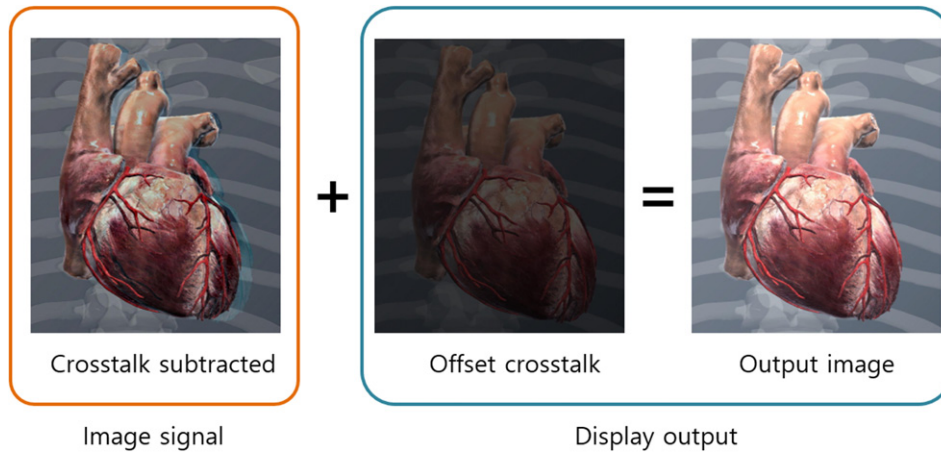 +
=
Crosstalk subtracted
Offset crosstalk
Output image
Image signal
Display output